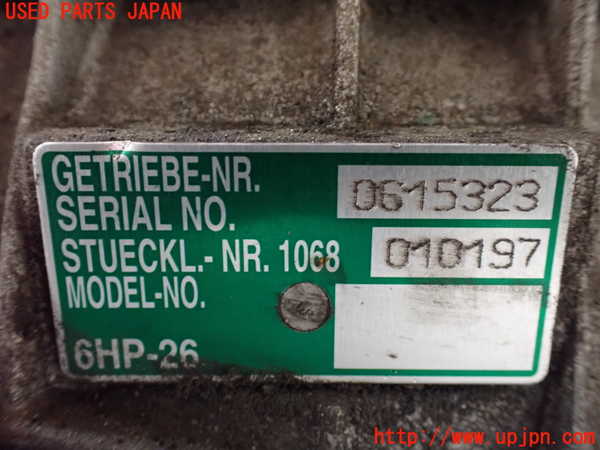 USED PARTS JAPAN
GETRIEBE-NR. 0615323
SERIAL NO.
STUECKL.- NR. 1068 010197
MODEL-NO.
6HP-26
http://www.upjpn.com/